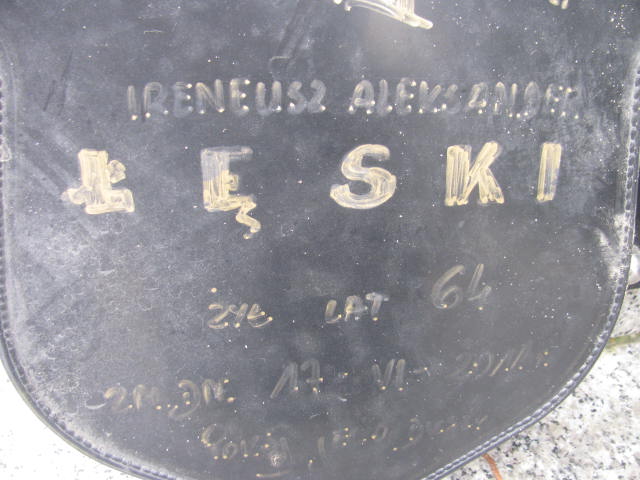 IRENEUSZ ALEKSANDER
ŁĘSKI
ŻYŁ LAT 64
ZM. DN. 17-VI-2011 r.